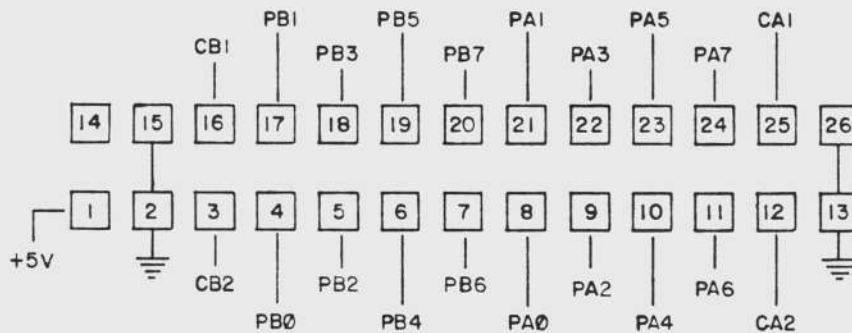 PB1 PB5 PA1 PA5 CA1
CB1 PB3 PB7 PA3 PA7
14 15 16 17 18 19 20 21 22 23 24 25 26
1 2 3 4 5 6 7 8 9 10 11 12 13
+5V
CB2 PB2 PB6 PA2 PA6
PBØ PB4 PAØ PA4 CA2